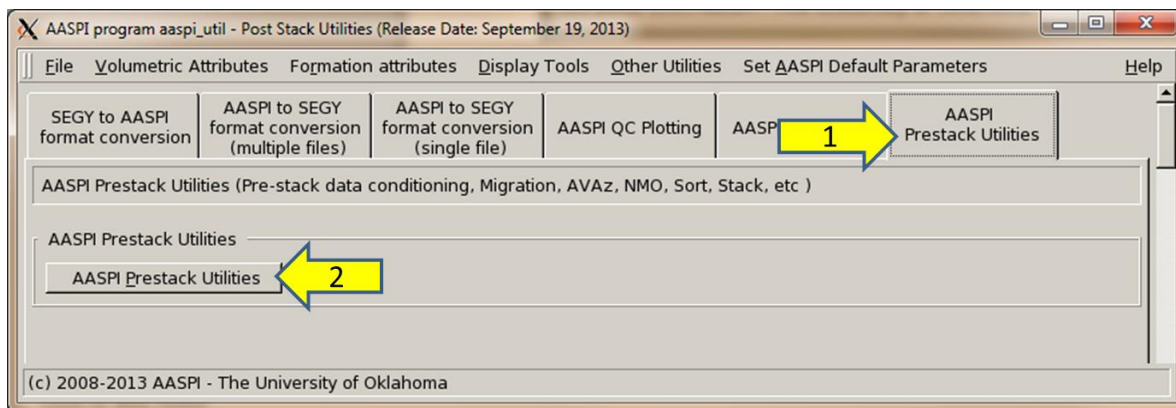 AASPI program aaspi_util - Post Stack Utilities (Release Date: September 19, 2013)
File Volumetric Attributes Formation attributes Display Tools Other Utilities Set AASPI Default Parameters Help
SEGY to AASPI
format conversion
AASPI to SEGY
format conversion
(multiple files)
AASPI to SEGY
format conversion
(single file)
AASPI QC Plotting
1
AASPI
Prestack Utilities
AASPI Prestack Utilities (Pre-stack data conditioning, Migration, AVAz, NMO, Sort, Stack, etc )
AASPI Prestack Utilities
AASPI Prestack Utilities
2
(c) 2008-2013 AASPI - The University of Oklahoma